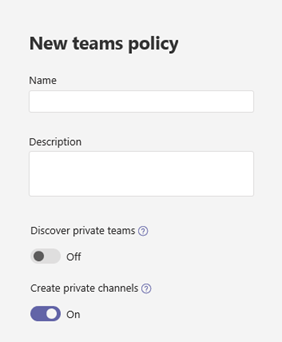 New teams policy
Name
Description
Discover private teams
Off
Create private channels
On